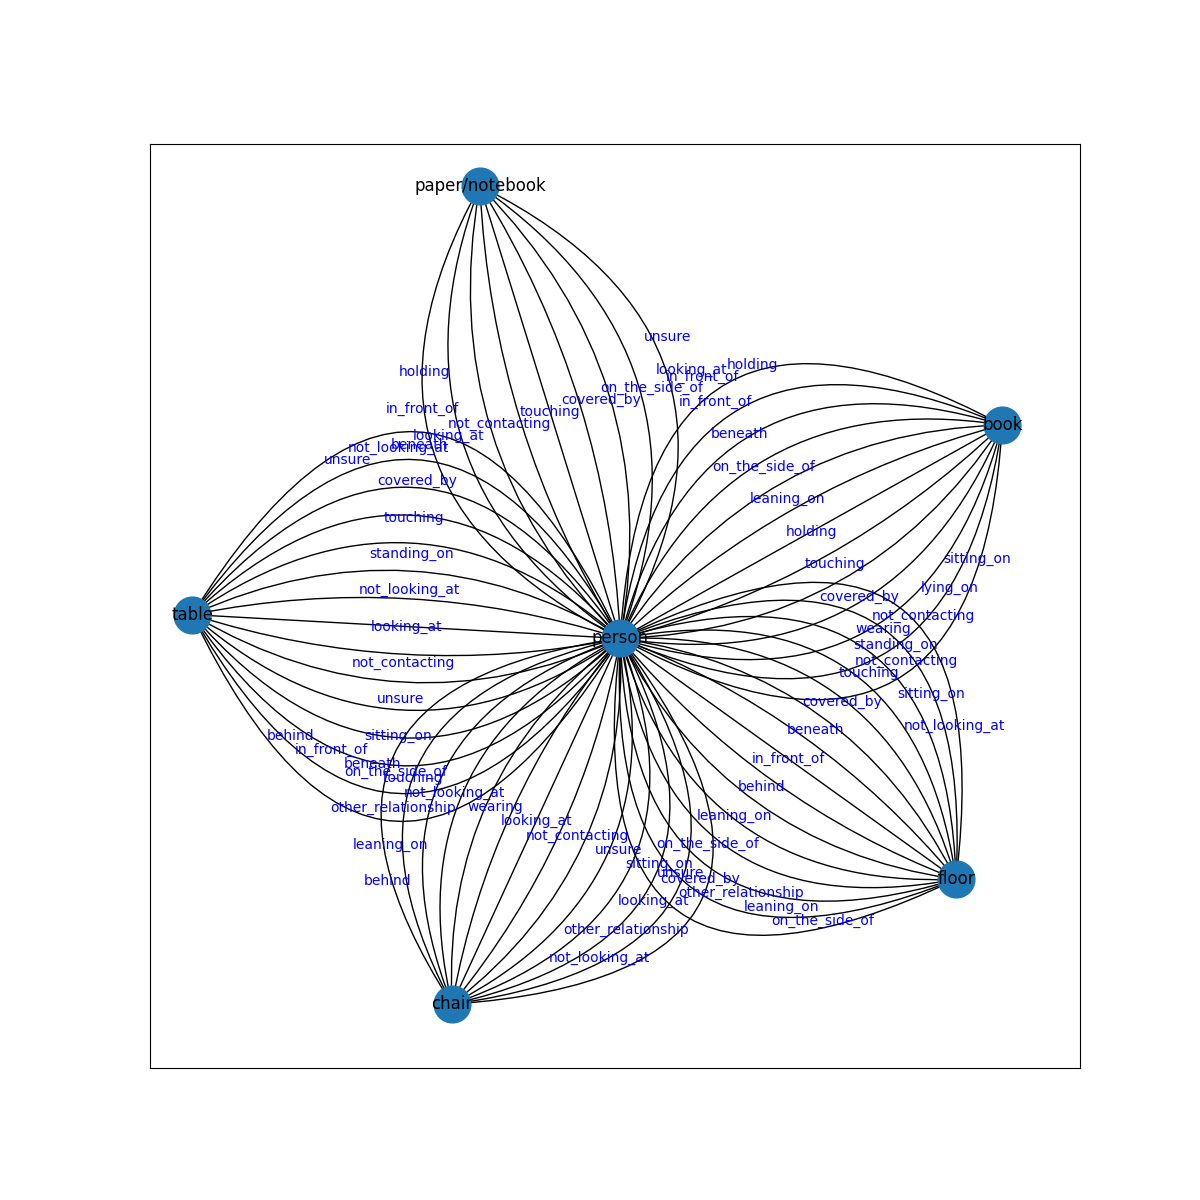 paper/notebook
unsure
holding
looking_at
holding
in_front_of
on_the_side_of
covered_by
in_front_of
in_front_of
touching
not_contacting
book
beneath
looking_at
beneath
not_looking_at
unsure
on_the_side_of
covered_by
leaning_on
touching
holding
standing_on
sitting_on
touching
lying_on
not_looking_at
covered_by
table
not_contacting
looking_at
wearing
person
standing_on
not_contacting
not_contacting
touching
sitting_on
unsure
covered_by
not_looking_at
beneath
behind
sitting_on
in_front_of
in_front_of
beneath
on_the_side_of
touching
behind
not_looking_at
other_relationship
wearing
leaning_on
looking_at
not_contacting
leaning_on
on_the_side_of
unsure
sitting_on
unsure
covered_by
floor
behind
other_relationship
looking_at
leaning_on
on_the_side_of
other_relationship
not_looking_at
chair